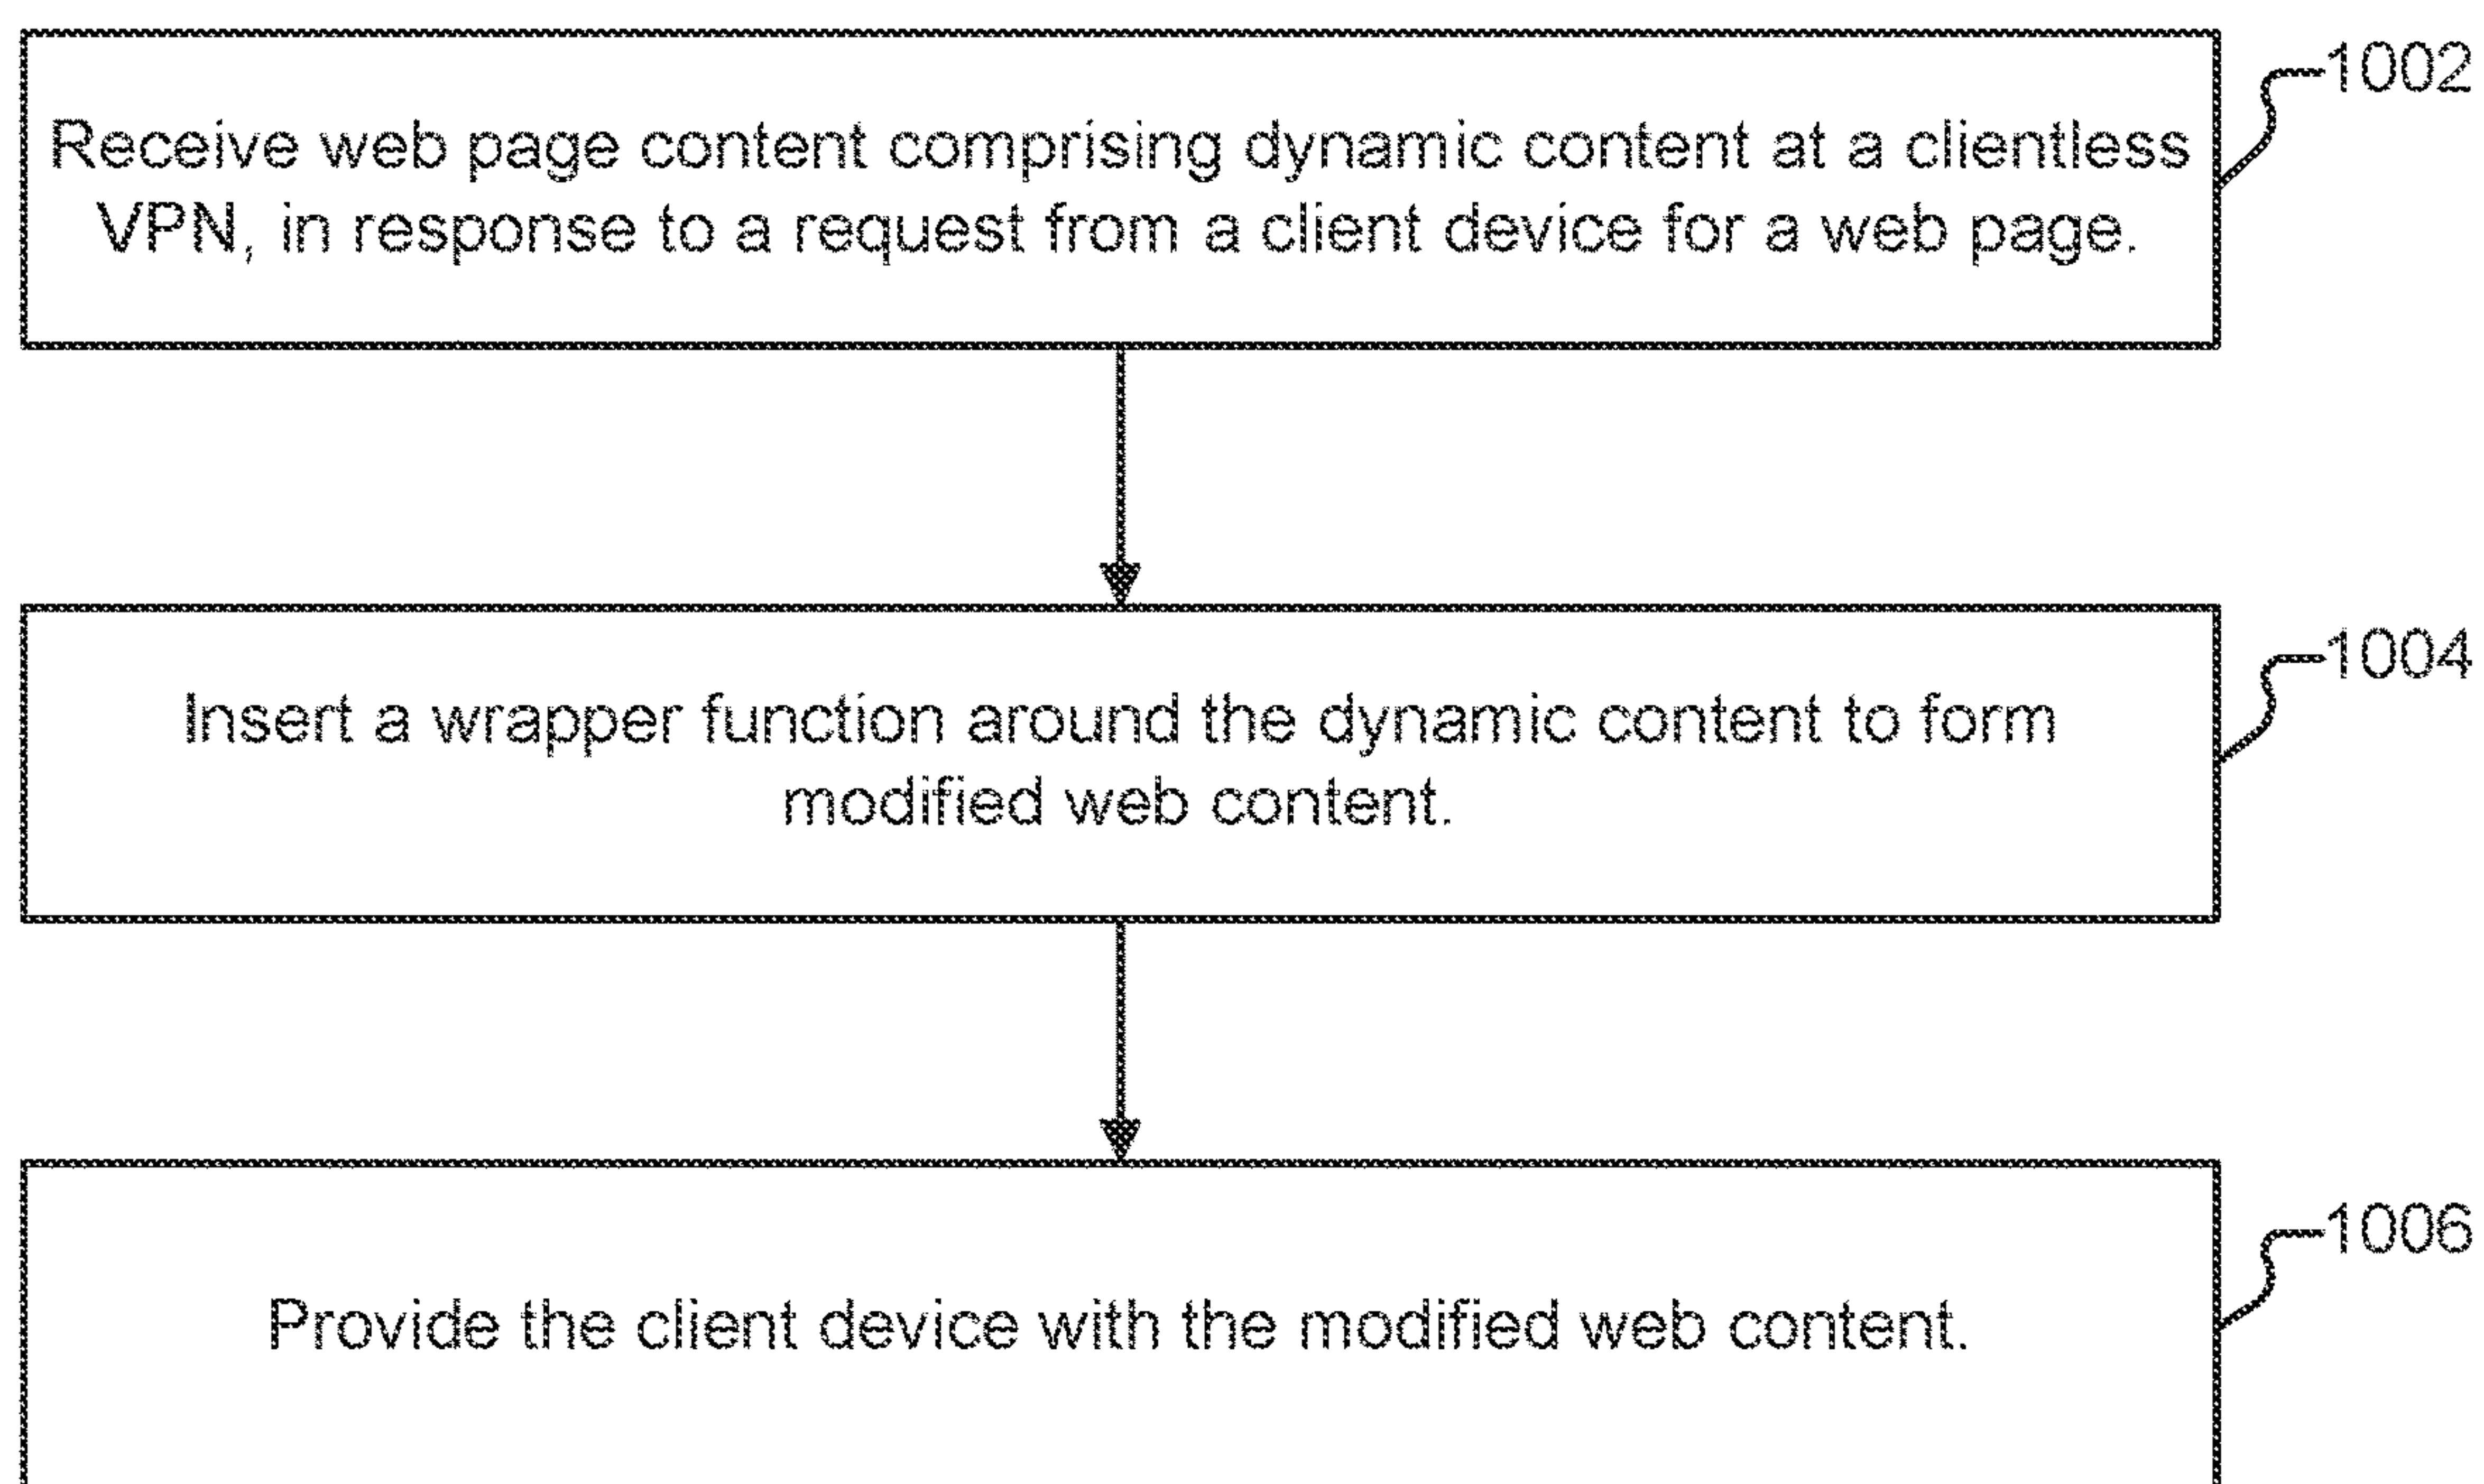 1002
Receive web page content comprising dynamic content at a clientless
VPN, in response to a request from a client device for a web page.
1004
Insert a wrapper function around the dynamic content to form
modified web content.
1006
Provide the client device with the modified web content.